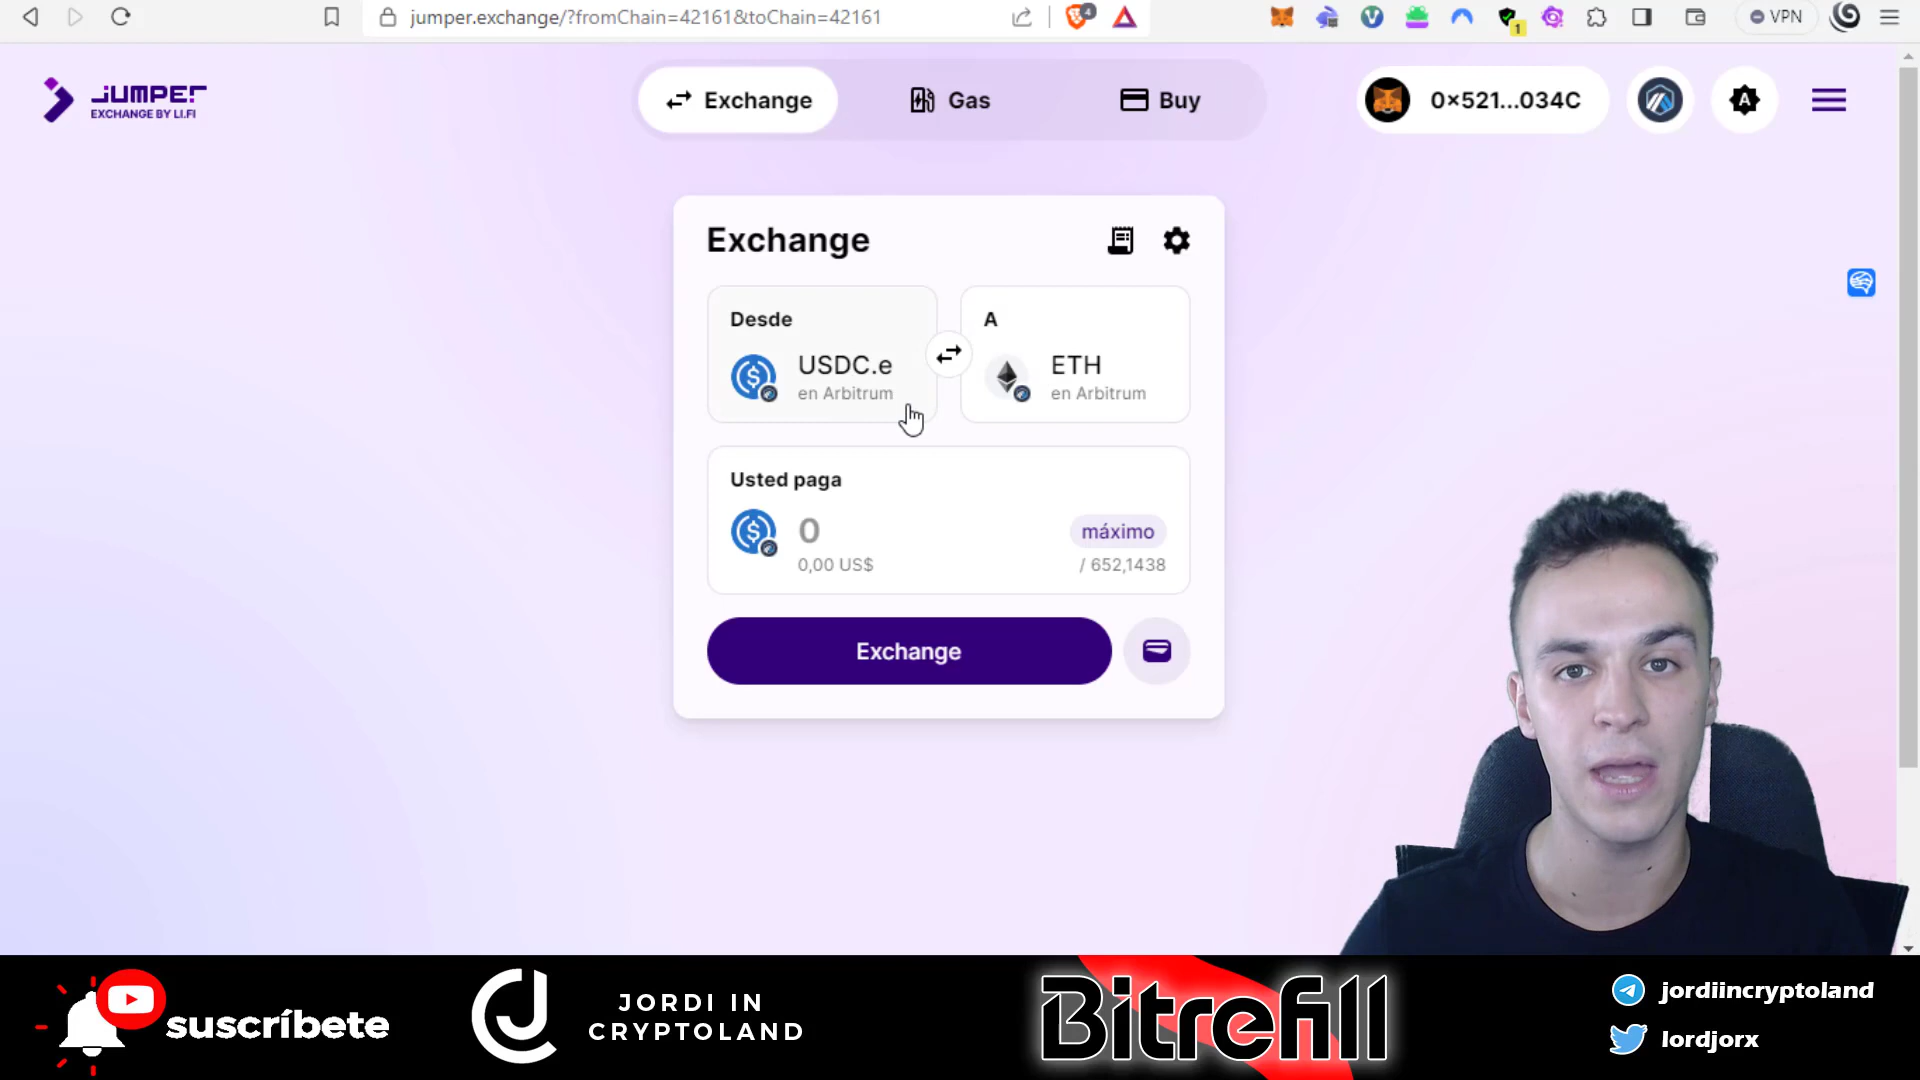 jumper.exchange/?fromChain=42161&toChain=42161
4
1
VPN
JUMPER
EXCHANGE BY LI.FI
Exchange
Gas
Buy
0x521...034C
Exchange
Desde
USDC.e
en Arbitrum
A
ETH
en Arbitrum
Usted paga
0
0,00 US$
máximo
/ 652,1438
Exchange
suscríbete
JORDI IN
CRYPTOLAND
Bitrefill
jordiincryptoland
lordjorx